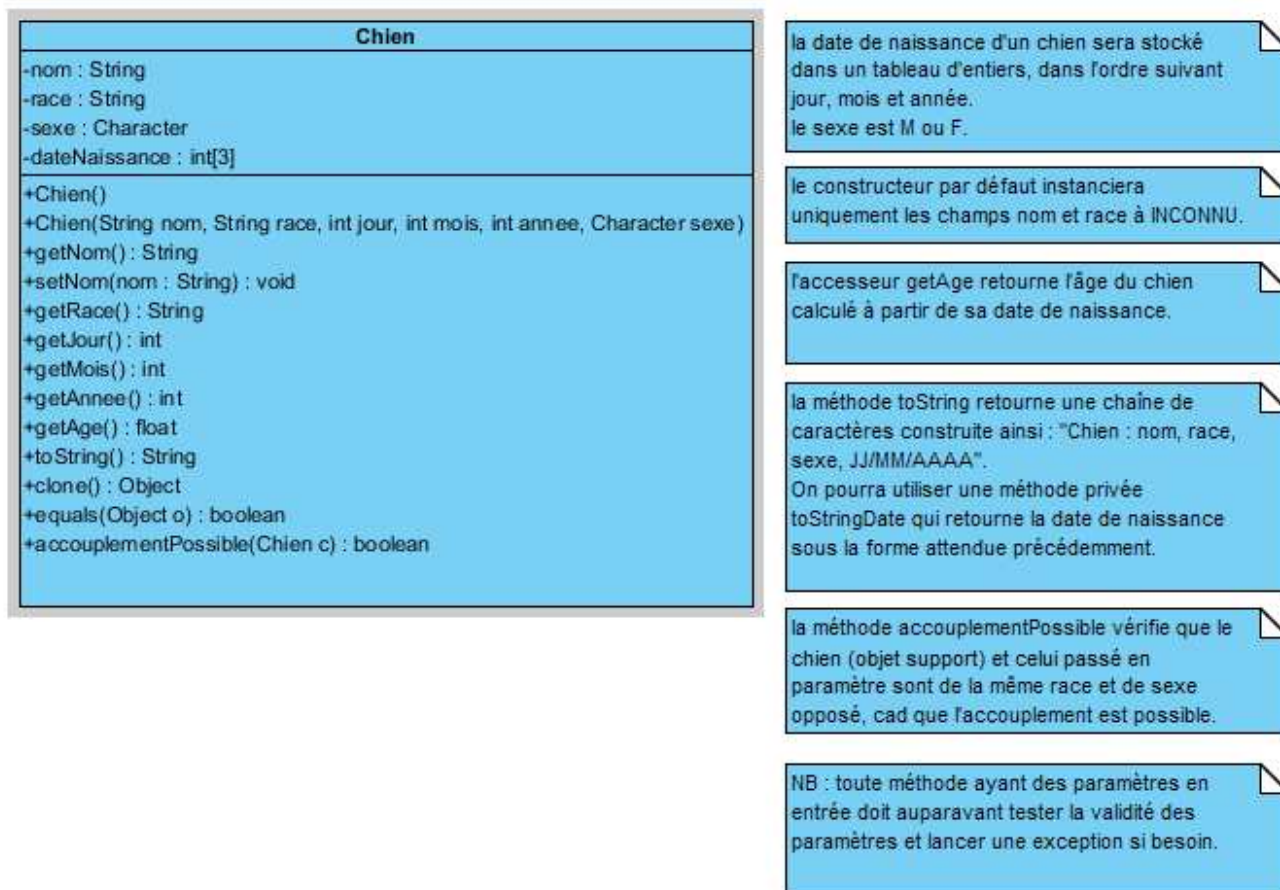 Chien
-nom : String
-race : String
-sexe : Character
-dateNaissance : int[3]
+Chien()
+Chien(String nom, String race, int jour, int mois, int annee, Character sexe)
+getNom() : String
+setNom(nom : String) : void
+getRace() : String
+getJour() : int
+getMois() : int
+getAnnee() : int
+getAge() : float
+toString() : String
+clone() : Object
+equals(Object o) : boolean
+accouplementPossible(Chien c) : boolean
la date de naissance d'un chien sera stocké
dans un tableau d'entiers, dans l'ordre suivant
jour, mois et année.
le sexe est M ou F.
le constructeur par défaut instanciera
uniquement les champs nom et race à INCONNU.
l'accesseur getAge retourne l'âge du chien
calculé à partir de sa date de naissance.
la méthode toString retourne une chaîne de
caractères construite ainsi : "Chien : nom, race,
sexe, JJ/MM/AAAA".
On pourra utiliser une méthode privée
toStringDate qui retourne la date de naissance
sous la forme attendue précédemment.
la méthode accouplementPossible vérifie que le
chien (objet support) et celui passé en
paramètre sont de la même race et de sexe
opposé, cad que l'accouplement est possible.
NB : toute méthode ayant des paramètres en
entrée doit auparavant tester la validité des
paramètres et lancer une exception si besoin.